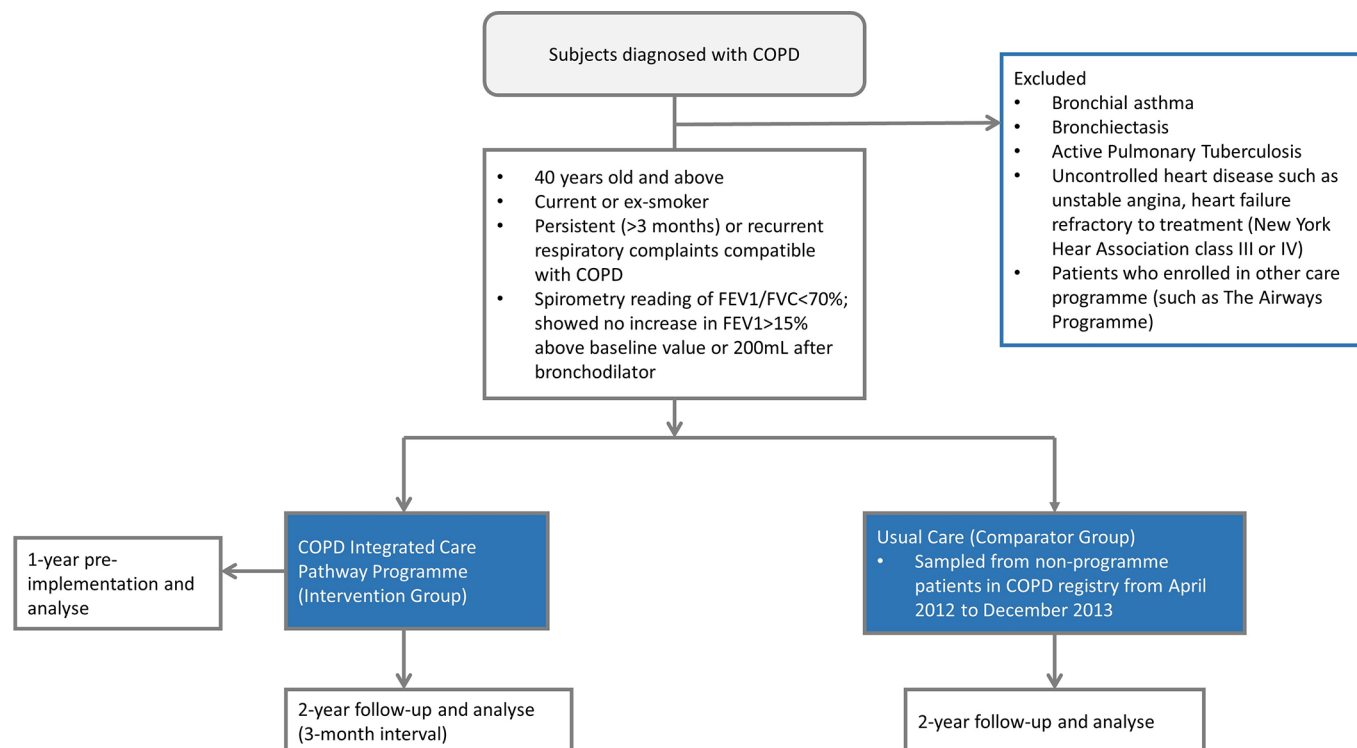 Subjects diagnosed with COPD
Excluded
• Bronchial asthma
• Bronchiectasis
• Active Pulmonary Tuberculosis
• Uncontrolled heart disease such as
unstable angina, heart failure
refractory to treatment (New York
Hear Association class III or IV)
• Patients who enrolled in other care
programme (such as The Airways
Programme)
• 40 years old and above
• Current or ex-smoker
• Persistent (>3 months) or recurrent
respiratory complaints compatible
with COPD
• Spirometry reading of FEV1/FVC<70%;
showed no increase in FEV1>15%
above baseline value or 200mL after
bronchodilator
1-year pre-
implementation and
analyse
COPD Integrated Care
Pathway Programme
(Intervention Group)
Usual Care (Comparator Group)
• Sampled from non-programme
patients in COPD registry from April
2012 to December 2013
2-year follow-up and analyse
(3-month interval)
2-year follow-up and analyse